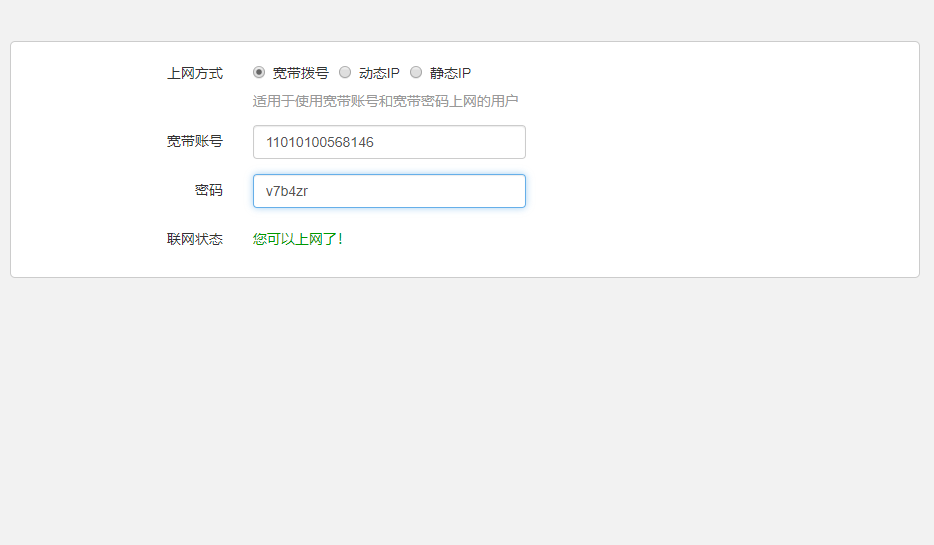 上网方式 宽带拨号 动态IP 静态IP
适用于使用宽带账号和宽带密码上网的用户
宽带账号 11010100568146
密码 v7b4zr
联网状态 您可以上网了!